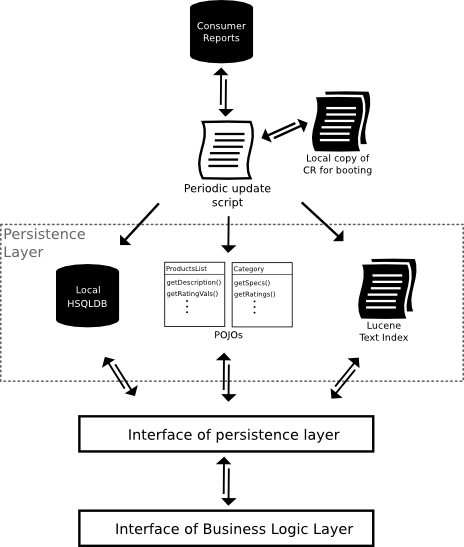 Consumer
Reports
Local copy of
CR for booting
Periodic update
script
Persistence
Layer
Local
HSQLDB
ProductsList
getDescription()
getRatingVals()
Category
getSpecs()
getRatings()
POJOs
Lucene
Text Index
Interface of persistence layer
Interface of Business Logic Layer